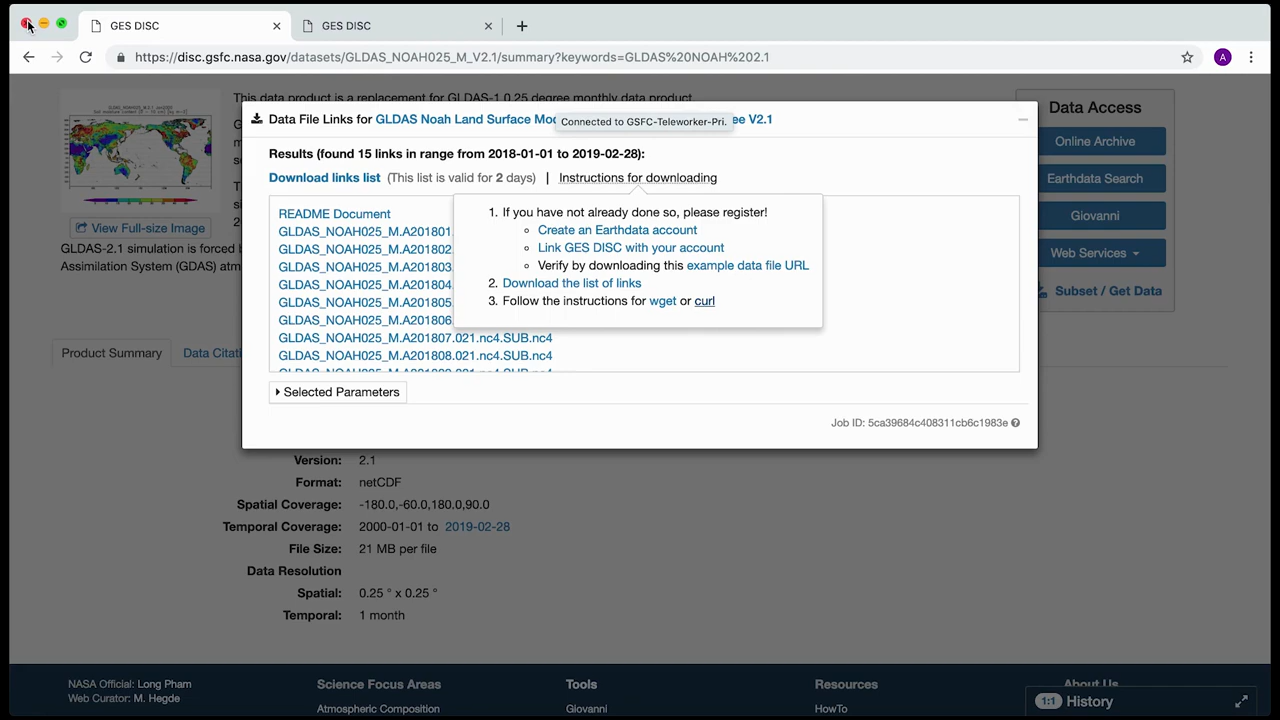 GES DISC
GES DISC
https://disc.gsfc.nasa.gov/datasets/GLDAS_NOAH025_M_V2.1/summary?keywords=GLDAS%20NOAH%202.1
A
This data product is a replacement for GLDAS-1 0.25 degree monthly data product.
View Full-size Image
GLDAS-2.1 simulation is forced b
Assimilation System (GDAS) atm
Product Summary
Data Citati
Data Access
Online Archive
Earthdata Search
Giovanni
Web Services
Subset / Get Data
Data File Links for GLDAS Noah Land Surface Mod
ee V2.1
Connected to GSFC-Teleworker-Pri.
Results (found 15 links in range from 2018-01-01 to 2019-02-28):
Download links list (This list is valid for 2 days) | Instructions for downloading
README Document
GLDAS_NOAH025_M.A201801.
GLDAS_NOAH025_M.A201802.
GLDAS_NOAH025_M.A201803.
GLDAS_NOAH025_M.A201804.
GLDAS_NOAH025_M.A201805.
GLDAS_NOAH025_M.A201806.
GLDAS_NOAH025_M.A201807.021.nc4.SUB.nc4
GLDAS_NOAH025_M.A201808.021.nc4.SUB.nc4
GLDAS_NOAH025_M.A201809.021.nc4.SUB.nc4
1. If you have not already done so, please register!
Create an Earthdata account
Link GES DISC with your account
Verify by downloading this example data file URL
2. Download the list of links
3. Follow the instructions for wget or curl
Selected Parameters
Job ID: 5ca39684c408311cb6c1983e
Version: 2.1
Format: netCDF
Spatial Coverage: -180.0,-60.0,180.0,90.0
Temporal Coverage: 2000-01-01 to 2019-02-28
File Size: 21 MB per file
Data Resolution
Spatial: 0.25 ° x 0.25 °
Temporal: 1 month
NASA Official: Long Pham
Web Curator: M. Hegde
Science Focus Areas
Atmospheric Composition
Tools
Giovanni
Resources
HowTo
About Us
1:1 History